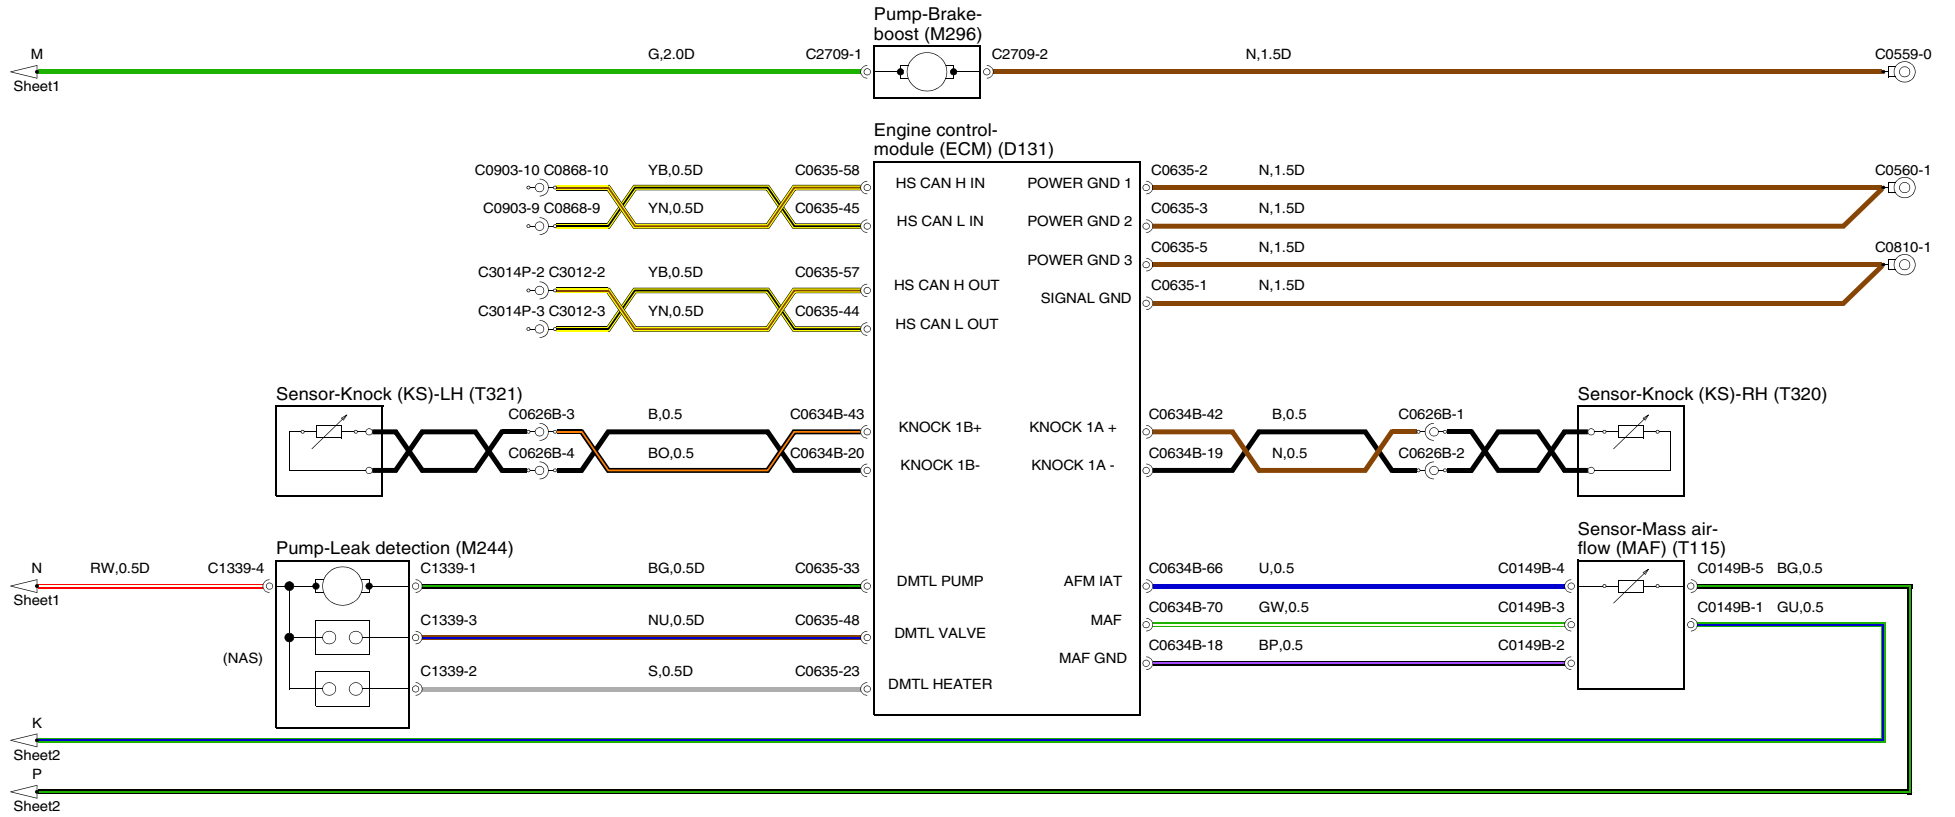 Pump-Brake-
boost (M296)
M G,2.0D C2709-1 C2709-2 N,1.5D C0559-0
Sheet1
Engine control-
module (ECM) (D131)
C0903-10 C0868-10 YB,0.5D C0635-58 HS CAN H IN POWER GND 1 C0635-2 N,1.5D C0560-1
C0903-9 C0868-9 YN,0.5D C0635-45 HS CAN L IN POWER GND 2 C0635-3 N,1.5D
POWER GND 3 C0635-5 N,1.5D C0810-1
C3014P-2 C3012-2 YB,0.5D C0635-57 HS CAN H OUT SIGNAL GND C0635-1 N,1.5D
C3014P-3 C3012-3 YN,0.5D C0635-44 HS CAN L OUT
Sensor-Knock (KS)-LH (T321) Sensor-Knock (KS)-RH (T320)
C0626B-3 B,0.5 C0634B-43 KNOCK 1B+ KNOCK 1A + C0634B-42 B,0.5 C0626B-1
C0626B-4 BO,0.5 C0634B-20 KNOCK 1B- KNOCK 1A - C0634B-19 N,0.5 C0626B-2
Sensor-Mass air-
flow (MAF) (T115)
Pump-Leak detection (M244)
N RW,0.5D C1339-4 C1339-1 BG,0.5D C0635-33 DMTL PUMP AFM IAT C0634B-66 U,0.5 C0149B-4 C0149B-5 BG,0.5
Sheet1
C1339-3 NU,0.5D C0635-48 DMTL VALVE MAF C0634B-70 GW,0.5 C0149B-3 C0149B-1 GU,0.5
(NAS)
C1339-2 S,0.5D C0635-23 DMTL HEATER MAF GND C0634B-18 BP,0.5 C0149B-2
K
Sheet2
P
Sheet2